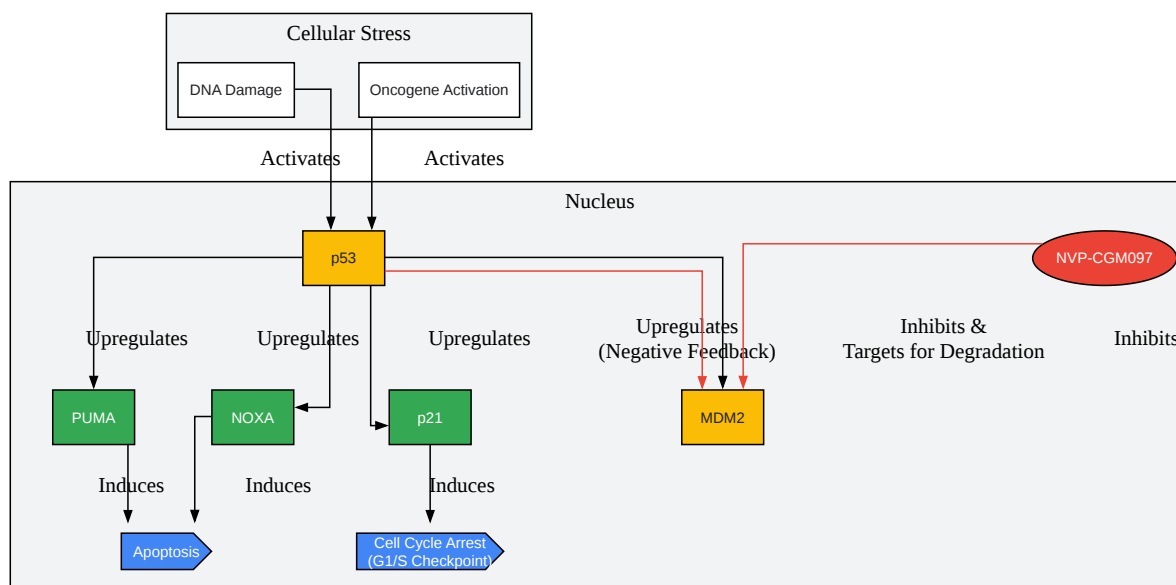 Cellular Stress
DNA Damage
Oncogene Activation
Activates
Activates
Nucleus
p53
NVP-CGM097
Upregulates
Upregulates
Upregulates
Upregulates
(Negative Feedback)
Inhibits &
Targets for Degradation
Inhibits
PUMA
NOXA
p21
MDM2
Induces
Induces
Induces
Apoptosis
Cell Cycle Arrest
(G1/S Checkpoint)